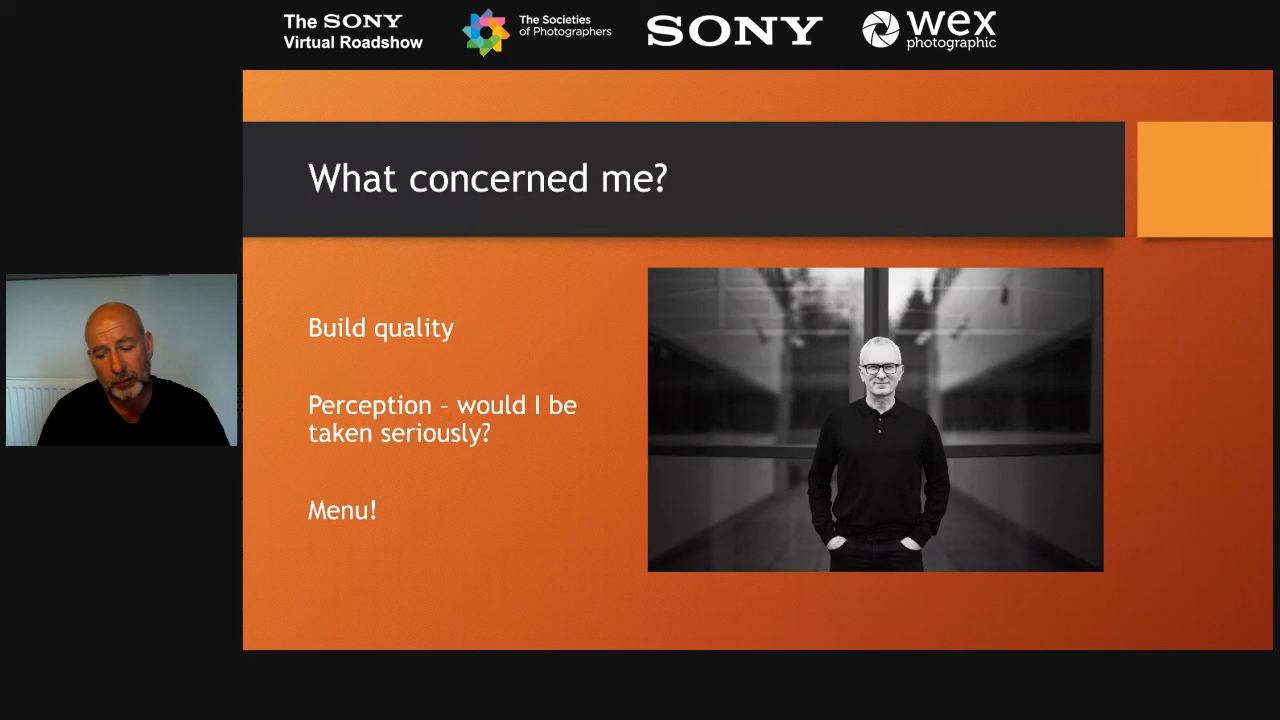 The SONY
Virtual Roadshow
The Societies
of Photographers
SONY
wex
photographic
What concerned me?
Build quality
Perception – would I be
taken seriously?
Menu!